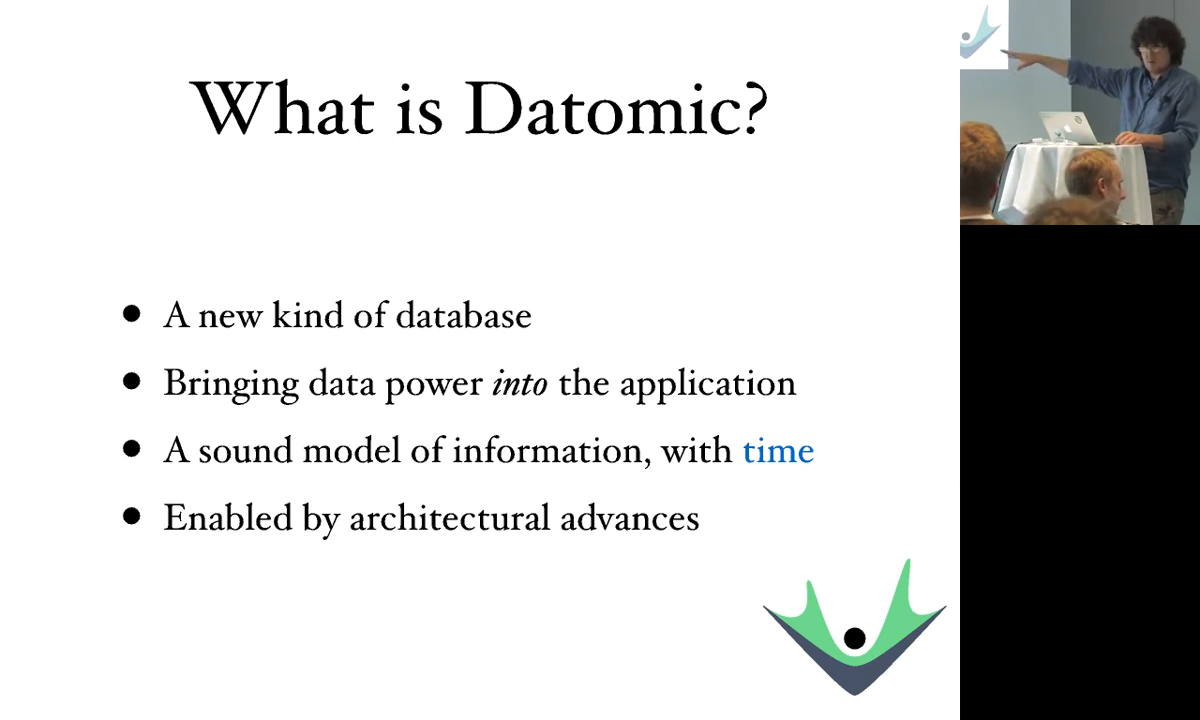 What is Datomic?
• A new kind of database
• Bringing data power into the application
• A sound model of information, with time
• Enabled by architectural advances